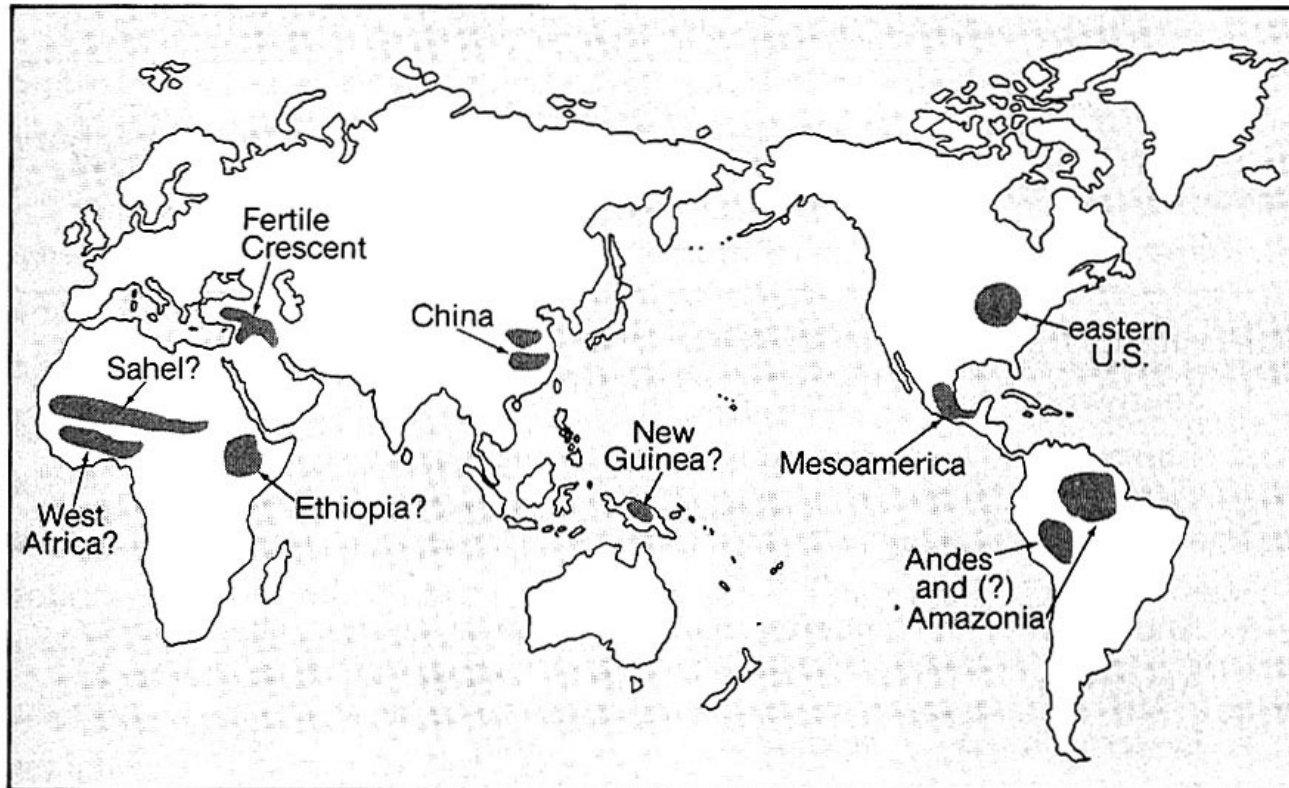 Fertile
Crescent
China
Sahel?
eastern
U.S.
New
Guinea?
Mesoamerica
West
Africa?
Ethiopia?
Andes
and (?)
Amazonia